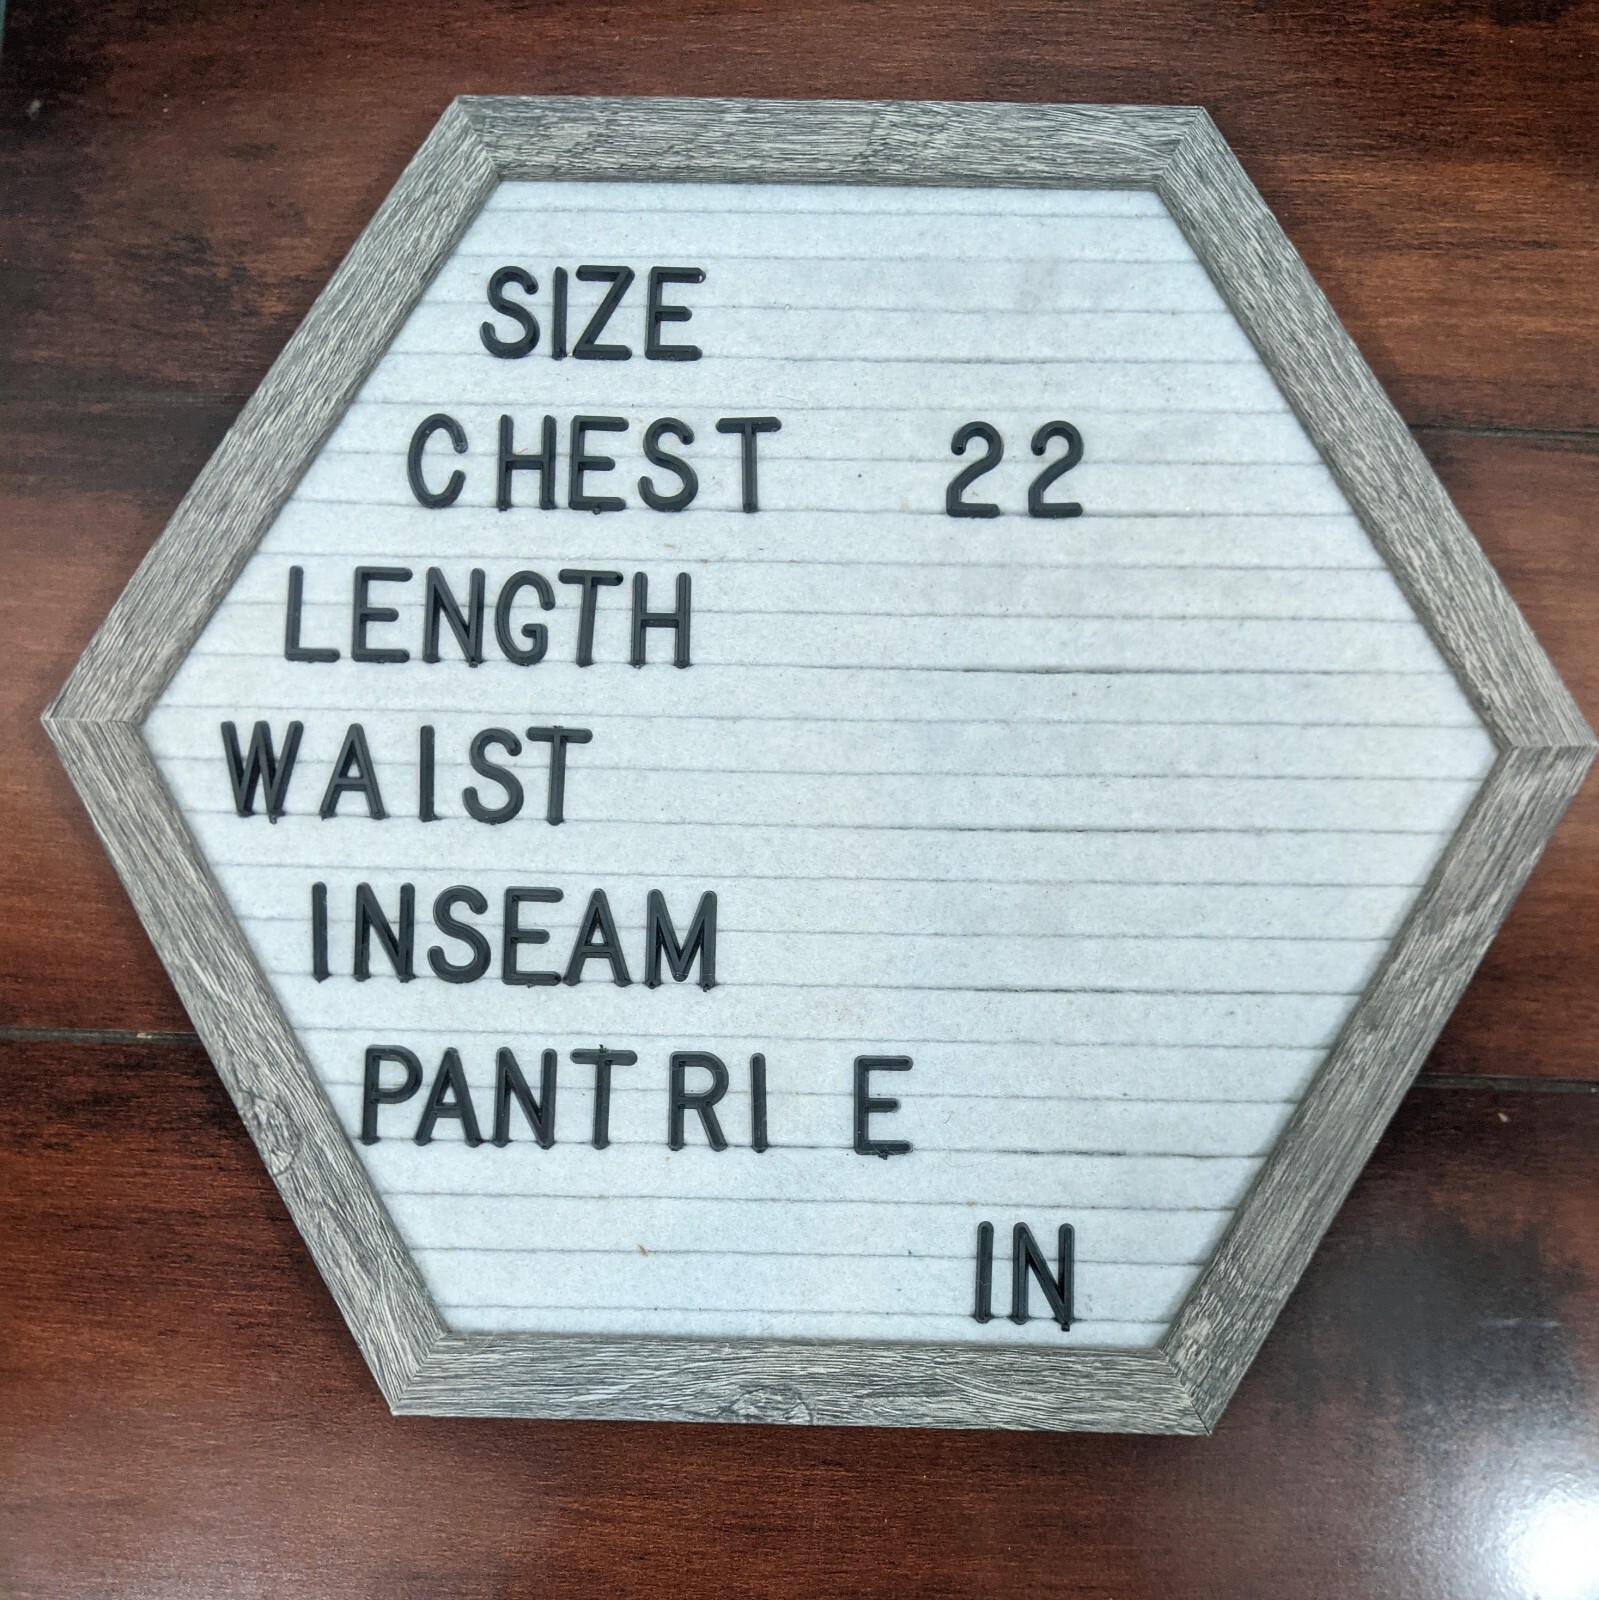 SIZE
CHEST 22
LENGTH
WAIST
INSEAM
PANT RI E
IN